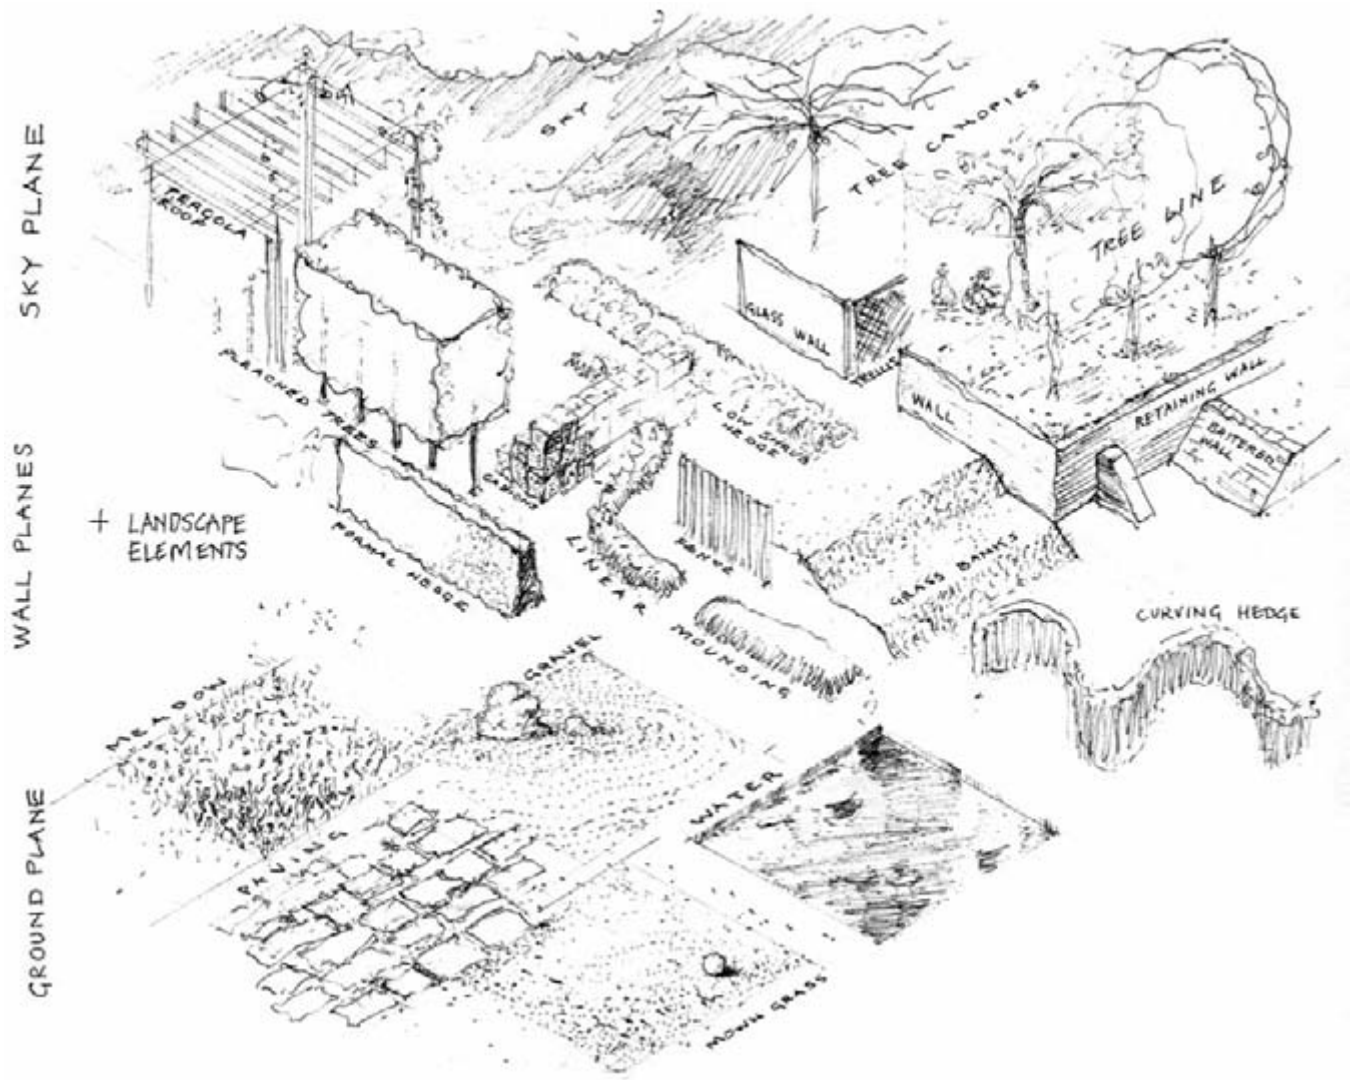 SKY PLANE
SKY
TREE CANOPIES
TREE LINE
PERGOLA
ROOF
GLASS WALL
TRELLIS
WALL
RETAINING WALL
BATTERED
WALL
PLEACHED TREES
LOW SHRUB
HEDGE
WALL PLANES
+ LANDSCAPE
ELEMENTS
FORMAL HEDGE
LINEAR
MOUNDING
FENCE
GRASS BANKS
CURVING HEDGE
GROUND PLANE
MEADOW
GRAVEL
PAVING
WATER
MOWN GRASS